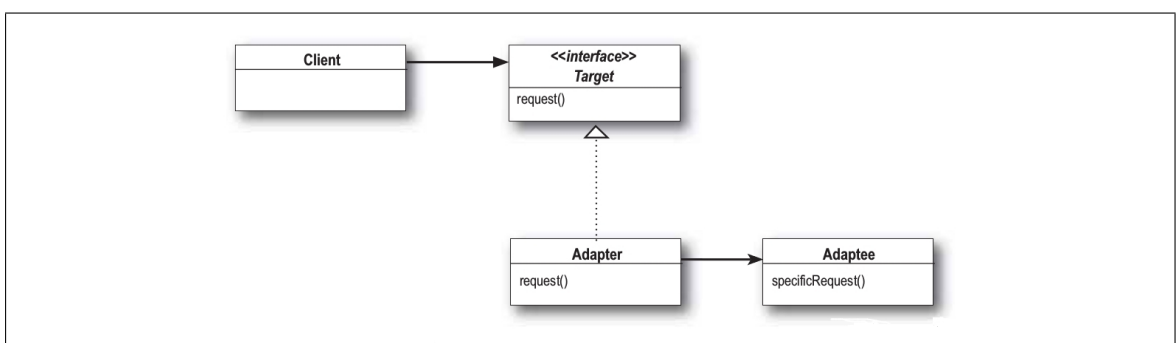 Client
<<interface>>
Target
request()
Adapter
request()
Adaptee
specificRequest()